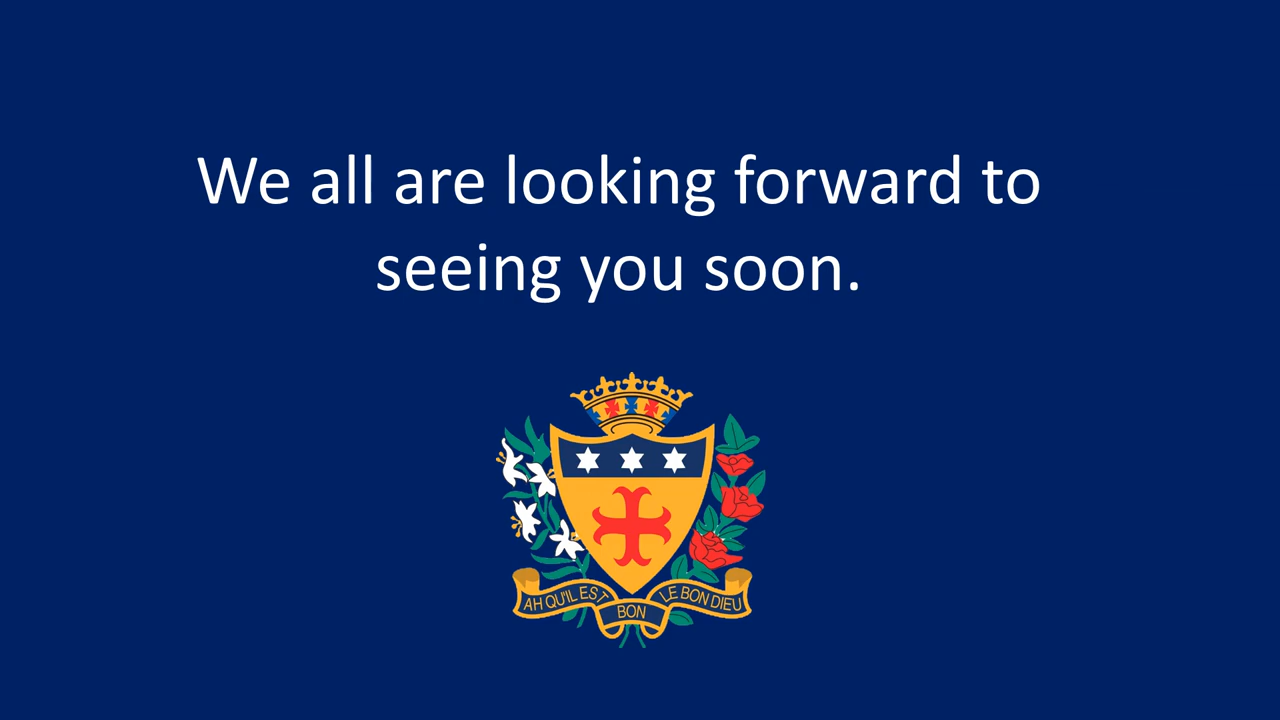 We all are looking forward to
seeing you soon.
AH QU'IL EST BON LE BON DIEU